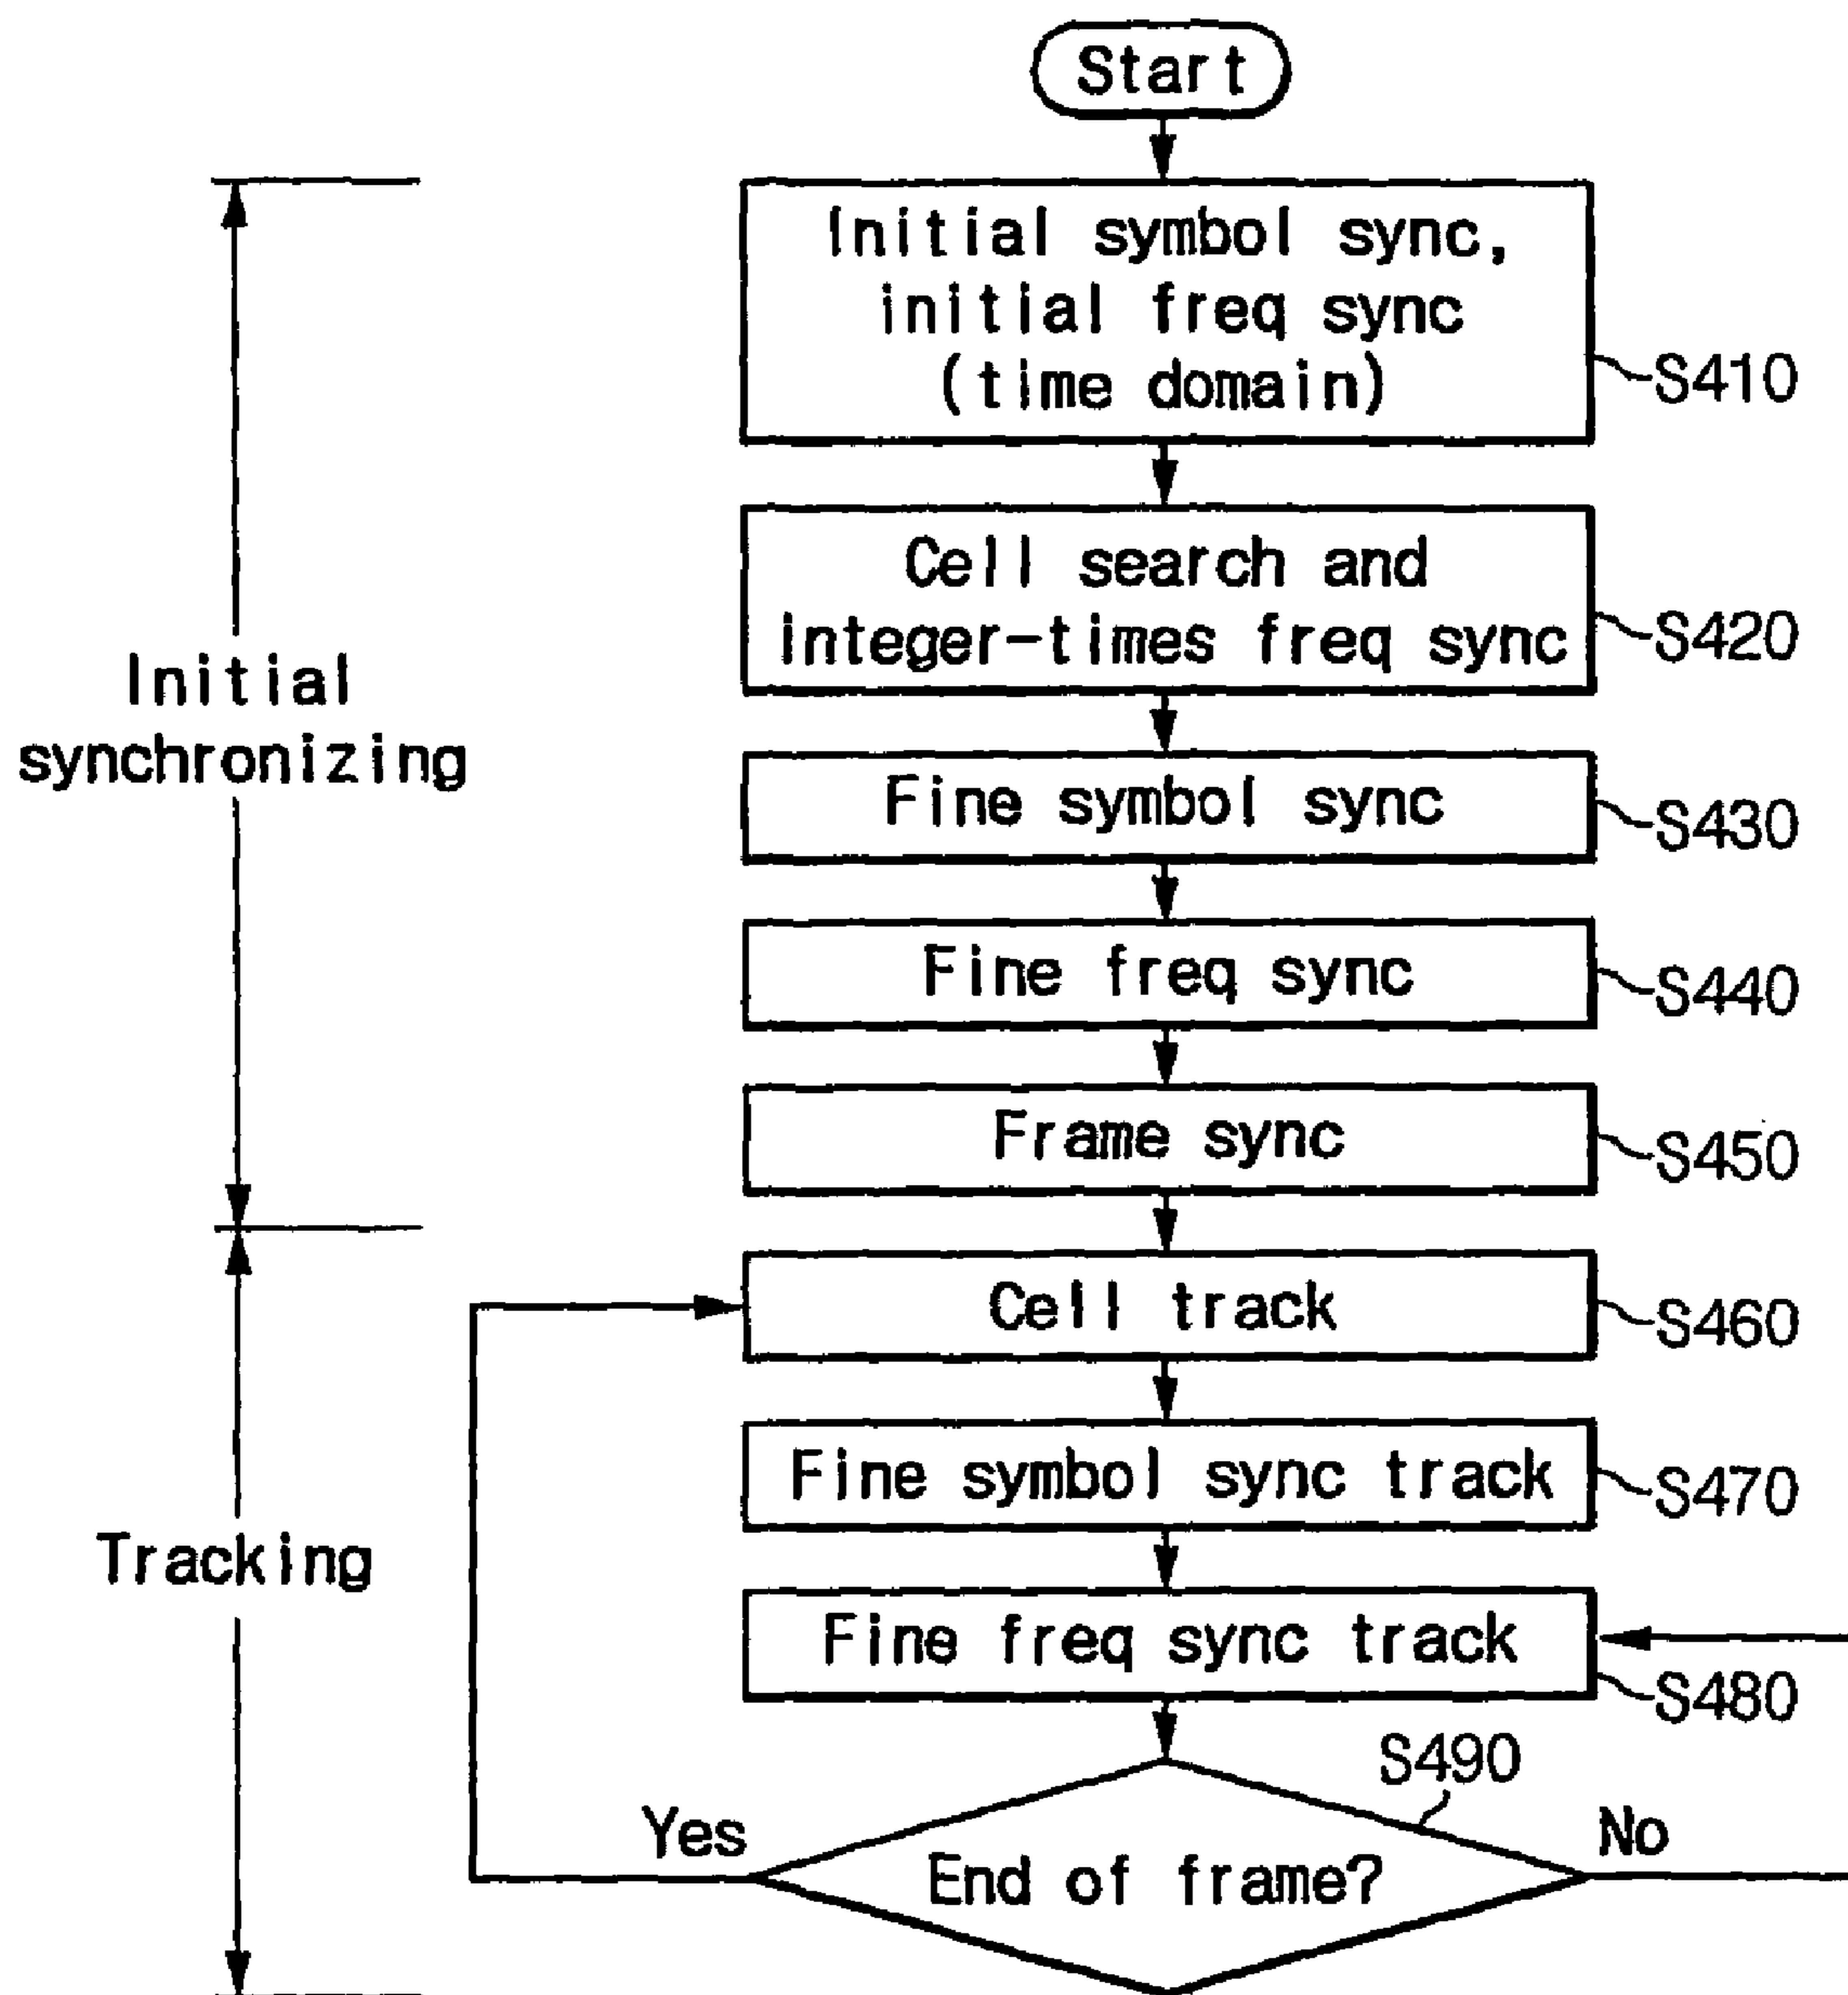 Start
Initial symbol sync,
initial freq sync
(time domain)
S410
Cell search and
integer-times freq sync
S420
Initial
synchronizing
Fine symbol sync
S430
Fine freq sync
S440
Frame sync
S450
Cell track
S460
Fine symbol sync track
S470
Tracking
Fine freq sync track
S480
S490
Yes
No
End of frame?